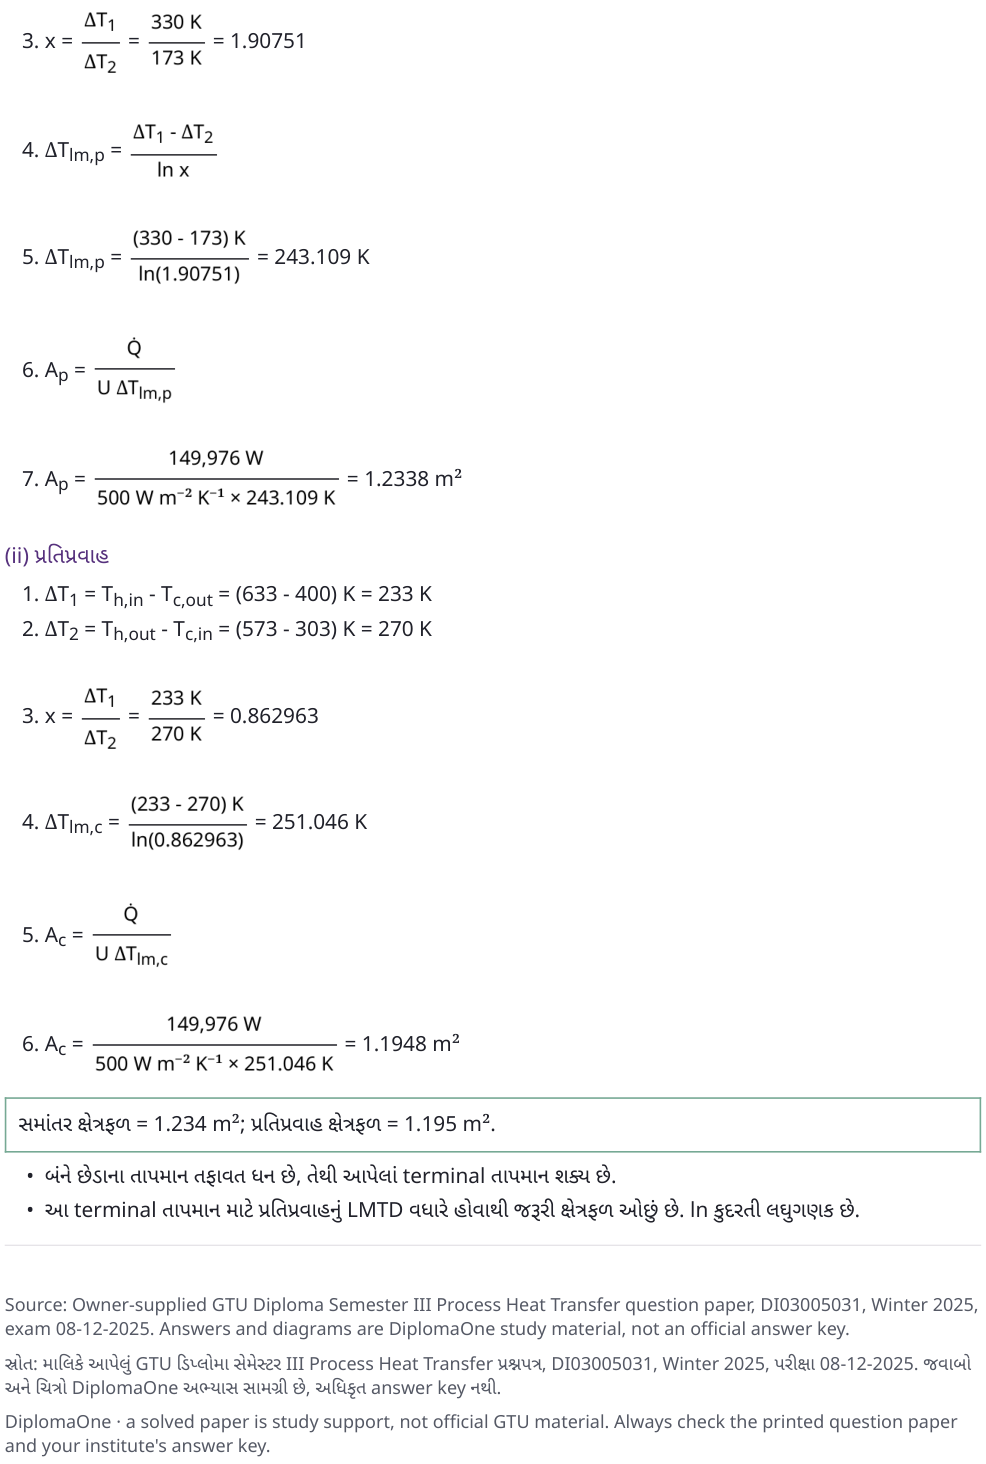 3. x = ΔT₁ / ΔT₂ = 330 K / 173 K = 1.90751
4. ΔTlm,p = ΔT₁ - ΔT₂ / ln x
5. ΔTlm,p = (330 - 173) K / ln(1.90751) = 243.109 K
6. Ap = Q̇ / U ΔTlm,p
7. Ap = 149,976 W / 500 W m⁻² K⁻¹ × 243.109 K = 1.2338 m²
(ii) પ્રતિપ્રવાહ
1. ΔT₁ = Th,in - Tc,out = (633 - 400) K = 233 K
2. ΔT₂ = Th,out - Tc,in = (573 - 303) K = 270 K
3. x = ΔT₁ / ΔT₂ = 233 K / 270 K = 0.862963
4. ΔTlm,c = (233 - 270) K / ln(0.862963) = 251.046 K
5. Ac = Q̇ / U ΔTlm,c
6. Ac = 149,976 W / 500 W m⁻² K⁻¹ × 251.046 K = 1.1948 m²
સમાંતર ક્ષેત્રફળ = 1.234 m²; પ્રતિપ્રવાહ ક્ષેત્રફળ = 1.195 m².
• બંને છેડાના તાપમાન તફાવત ધન છે, તેથી આપેલાં terminal તાપમાન શક્ય છે.
• આ terminal તાપમાન માટે પ્રતિપ્રવાહનું LMTD વધારે હોવાથી જરૂરી ક્ષેત્રફળ ઓછું છે. ln કુદરતી લઘુગણક છે.
Source: Owner-supplied GTU Diploma Semester III Process Heat Transfer question paper, DI03005031, Winter 2025,
exam 08-12-2025. Answers and diagrams are DiplomaOne study material, not an official answer key.
સ્રોત: માલિકે આપેલું GTU ડિપ્લોમા સેમેસ્ટર III Process Heat Transfer પ્રશ્નપત્ર, DI03005031, Winter 2025, પરીક્ષા 08-12-2025. જવાબો
અને ચિત્રો DiplomaOne અભ્યાસ સામગ્રી છે, અધિકૃત answer key નથી.
DiplomaOne · a solved paper is study support, not official GTU material. Always check the printed question paper
and your institute's answer key.